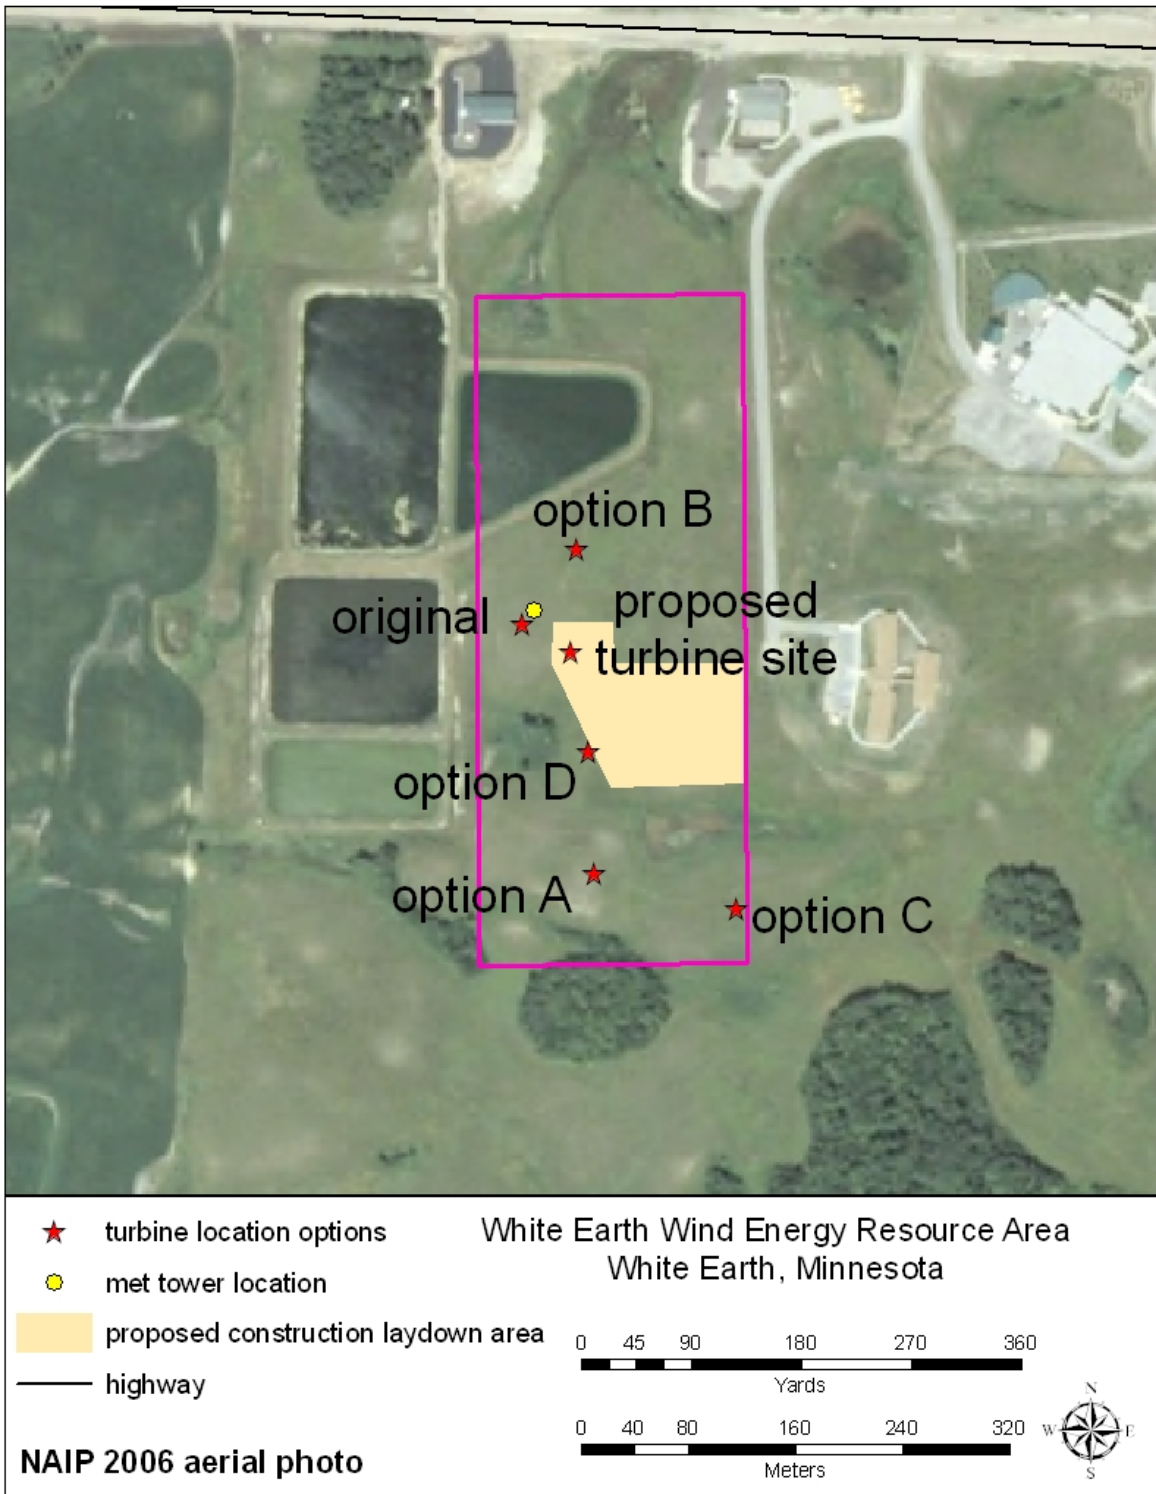 option B
original
proposed
turbine site
option D
option A
option C
turbine location options
met tower location
proposed construction laydown area
highway
NAIP 2006 aerial photo
White Earth Wind Energy Resource Area
White Earth, Minnesota
0 45 90 180 270 360
Yards
0 40 80 160 240 320
Meters
N
W E
S